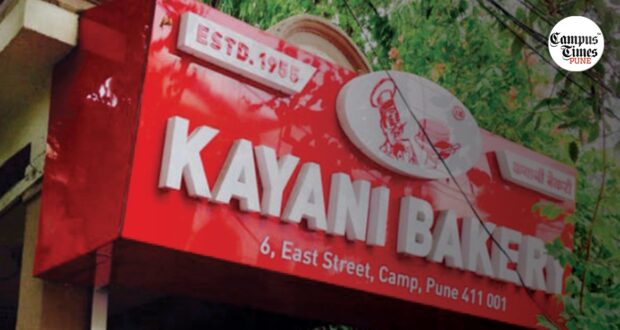 Campus
Times
PUNE
ESTD.1955
KAYANI BAKERY
कयानी बेकरी
6, East Street, Camp, Pune 411 001